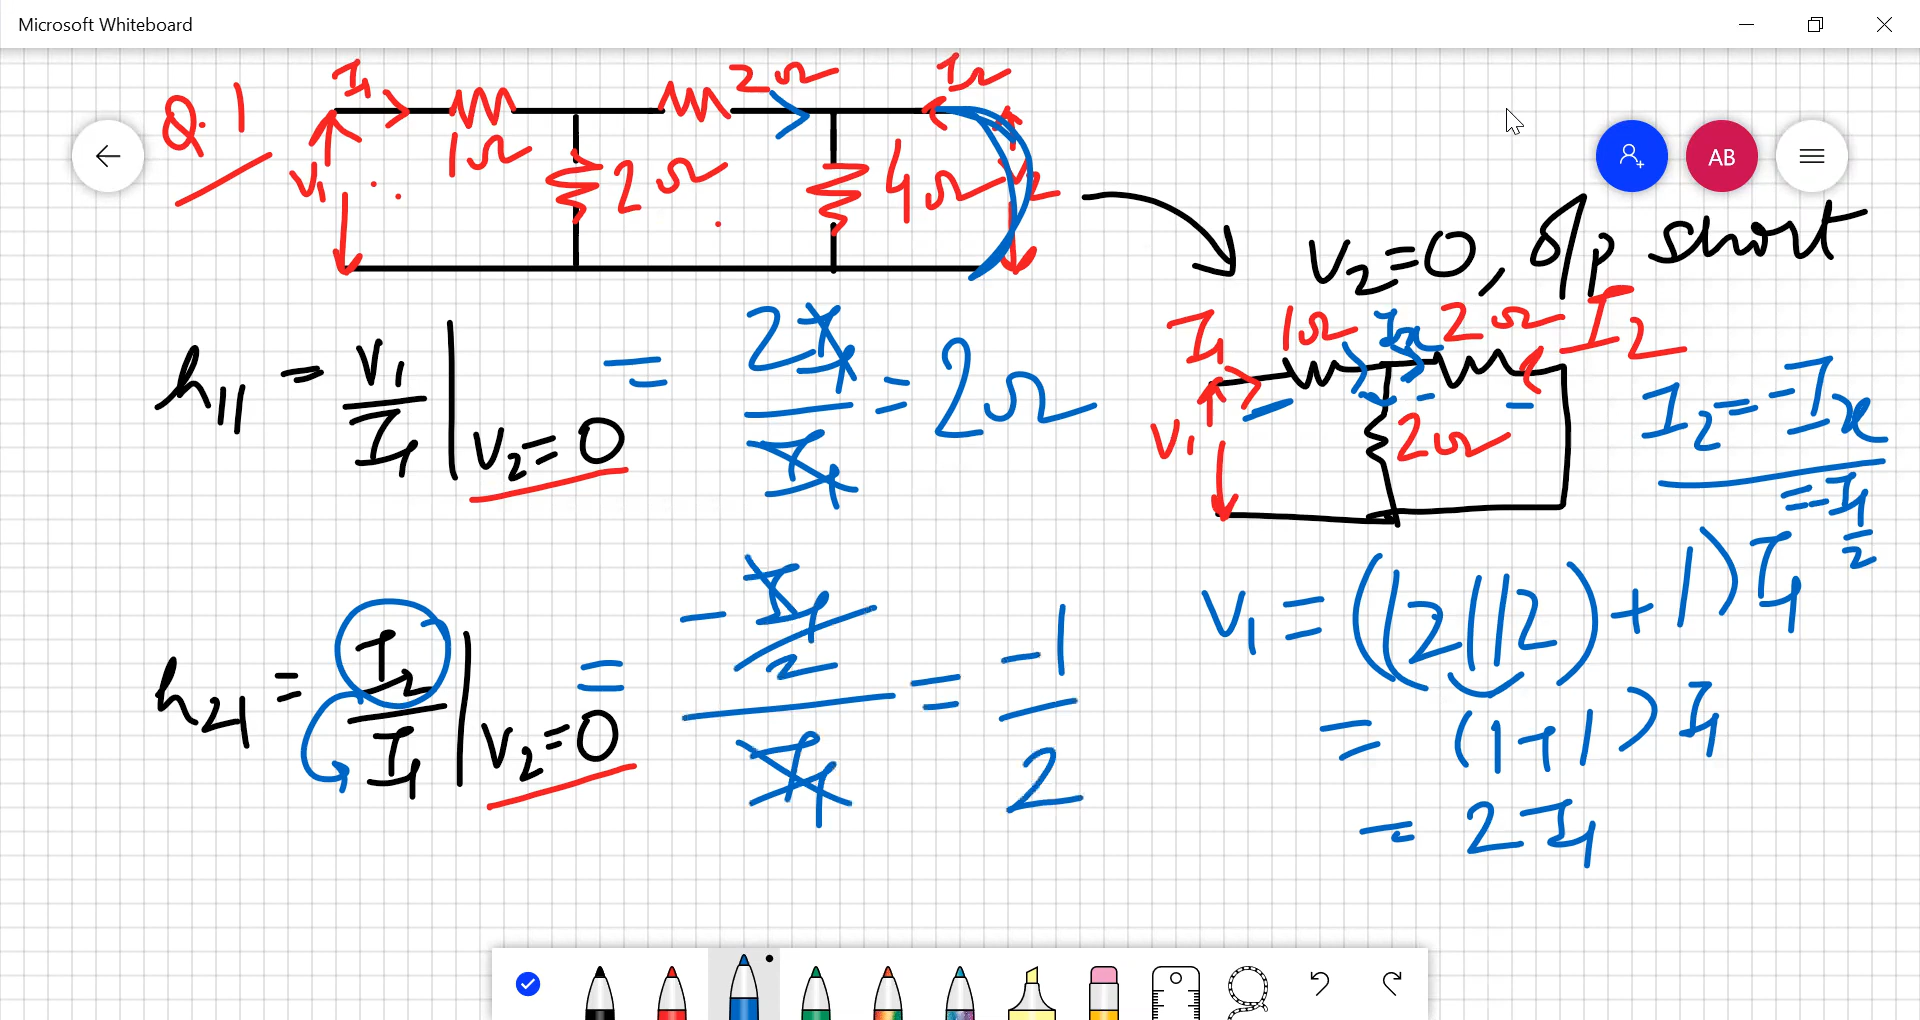 Microsoft Whiteboard
Q.1
I1 1Ω 2Ω I2
V1 2Ω 4Ω V2
AB
V2=0, o/p short
h11 = V1/I1 | V2=0 = 2I1/I1 = 2Ω
I1 1Ω Ix 2Ω I2
V1 2Ω
I2 = -Ix
= -I1/2
h21 = I2/I1 | V2=0 = (-I1/2)/I1 = -1/2
V1 = ((2||2)+1)I1
= (1+1)I1
= 2I1